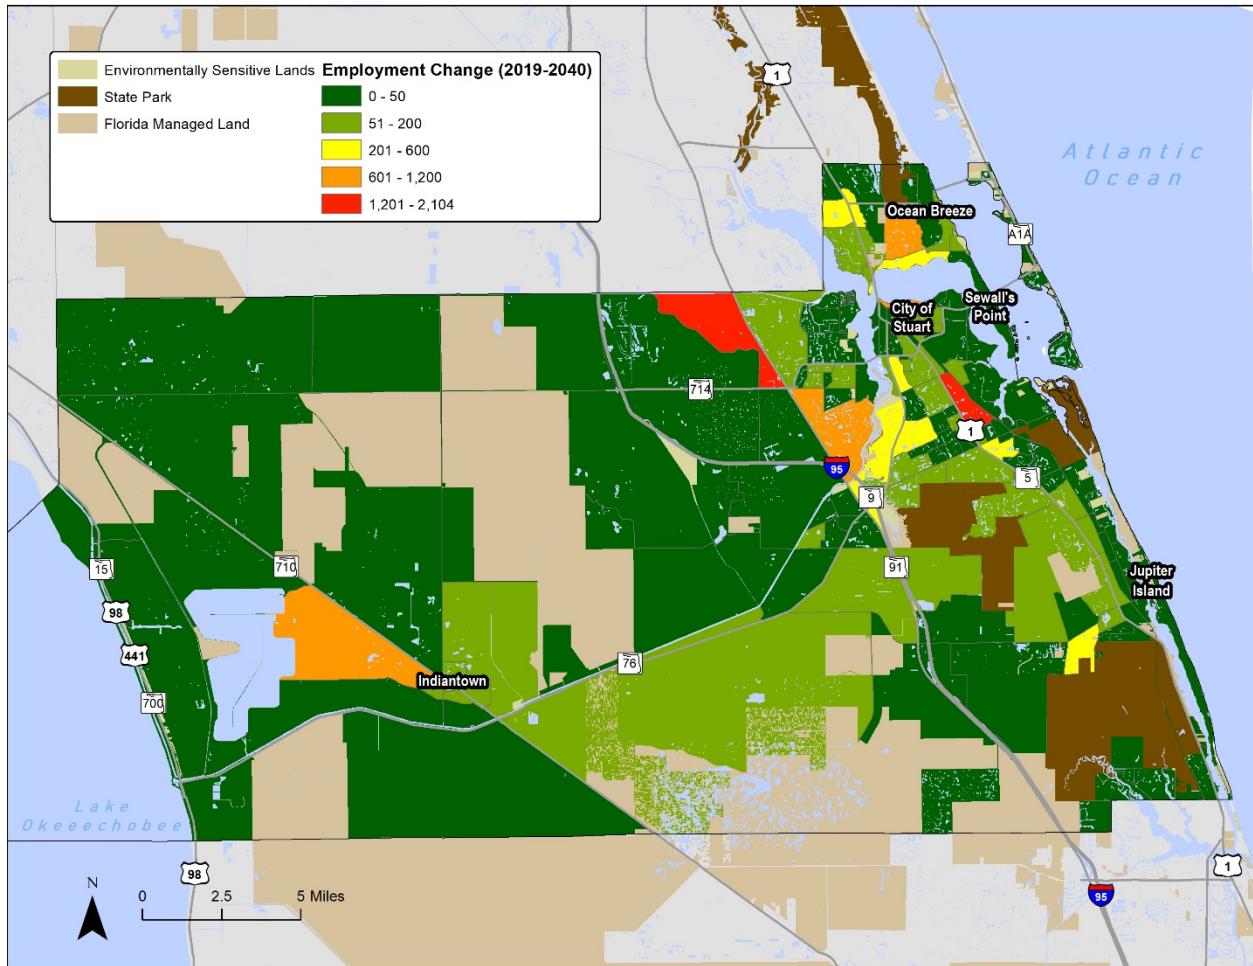 Environmentally Sensitive Lands
State Park
Florida Managed Land
Employment Change (2019-2040)
0 - 50
51 - 200
201 - 600
601 - 1,200
1,201 - 2,104
1
Atlantic
Ocean
Ocean Breeze
A1A
City of
Stuart
Sewall's
Point
714
1
95
5
9
15
710
91
Jupiter
Island
98
441
76
Indiantown
700
Lake
Okeeechobee
98
N
0 2.5 5 Miles
1
95